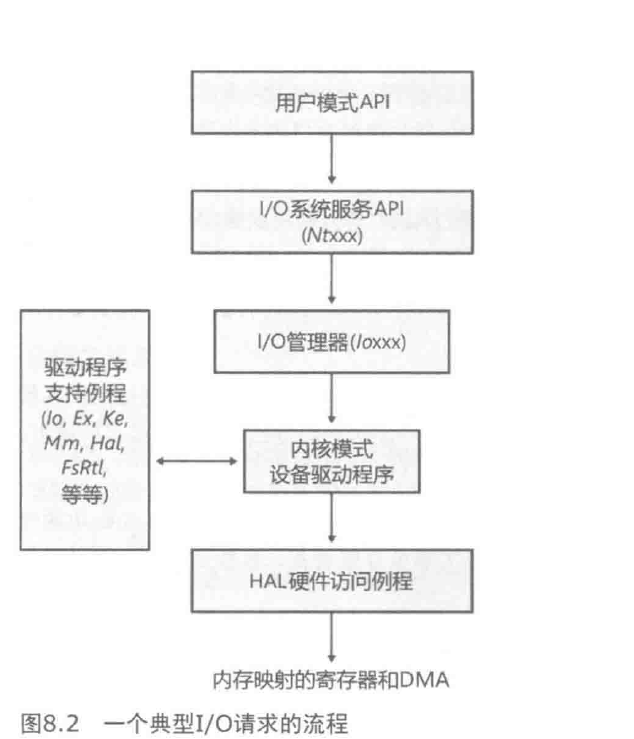 用户模式API
I/O系统服务API
(Ntxxx)
I/O管理器(Ioxxx)
驱动程序
支持例程
(Io, Ex, Ke,
Mm, Hal,
FsRtl,
等等)
内核模式
设备驱动程序
HAL硬件访问例程
内存映射的寄存器和DMA
图8.2 一个典型I/O请求的流程